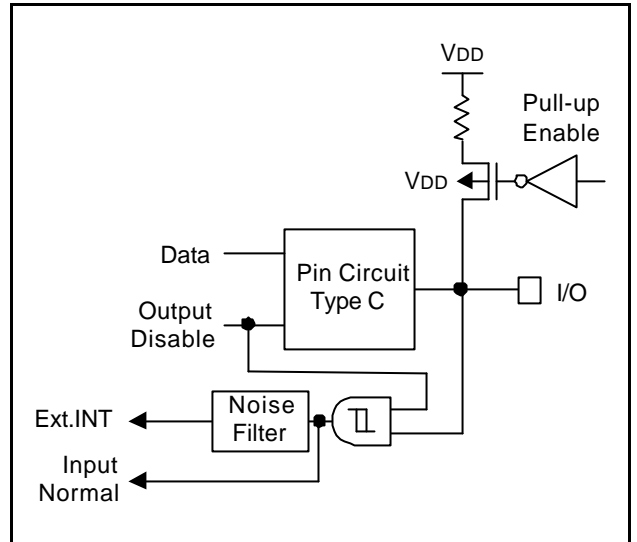 VDD
Pull-up
Enable
VDD
Data
Pin Circuit
Type C
I/O
Output
Disable
Ext.INT
Noise
Filter
Input
Normal